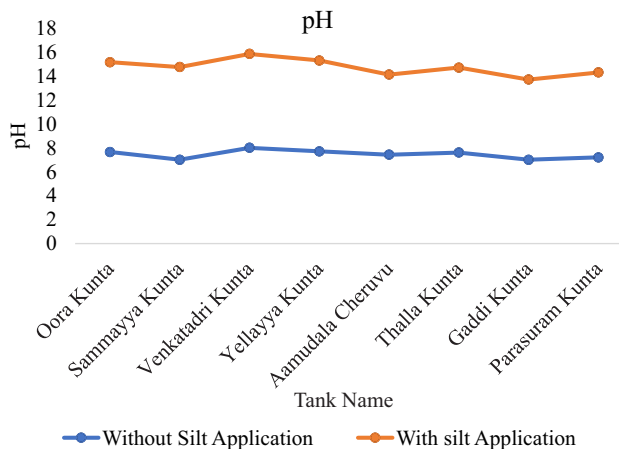 pH
18
16
14
12
10
8
6
4
2
0
pH
Oora Kunta
Sammayya Kunta
Venkatadri Kunta
Yellayya Kunta
Aamudala Cheruvu
Thalla Kunta
Gaddi Kunta
Parasuram Kunta
Tank Name
Without Silt Application
With silt Application